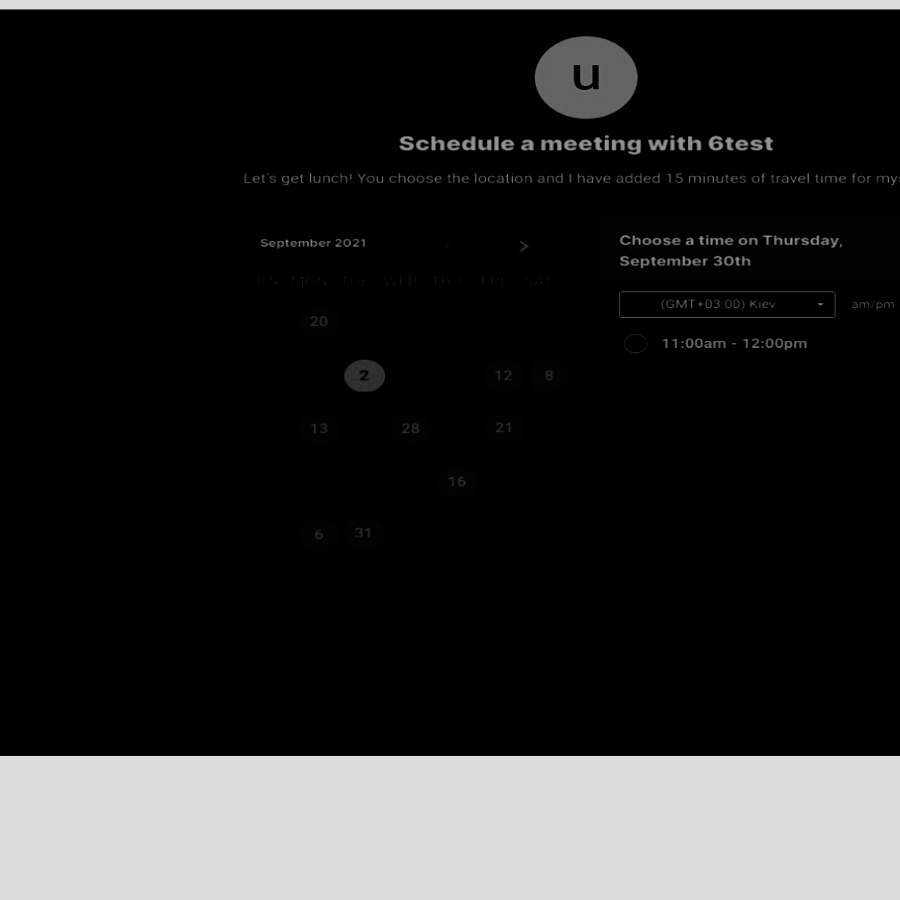 u
Schedule a meeting with 6test
Let's get lunch! You choose the location and I have added 15 minutes of travel time for my
September 2021
SUN MON TUE WED THU FRI SAT
20
2 12 8
13 28 21
16
6 31
Choose a time on Thursday,
September 30th
(GMT+03:00) Kiev am/pm
11:00am - 12:00pm